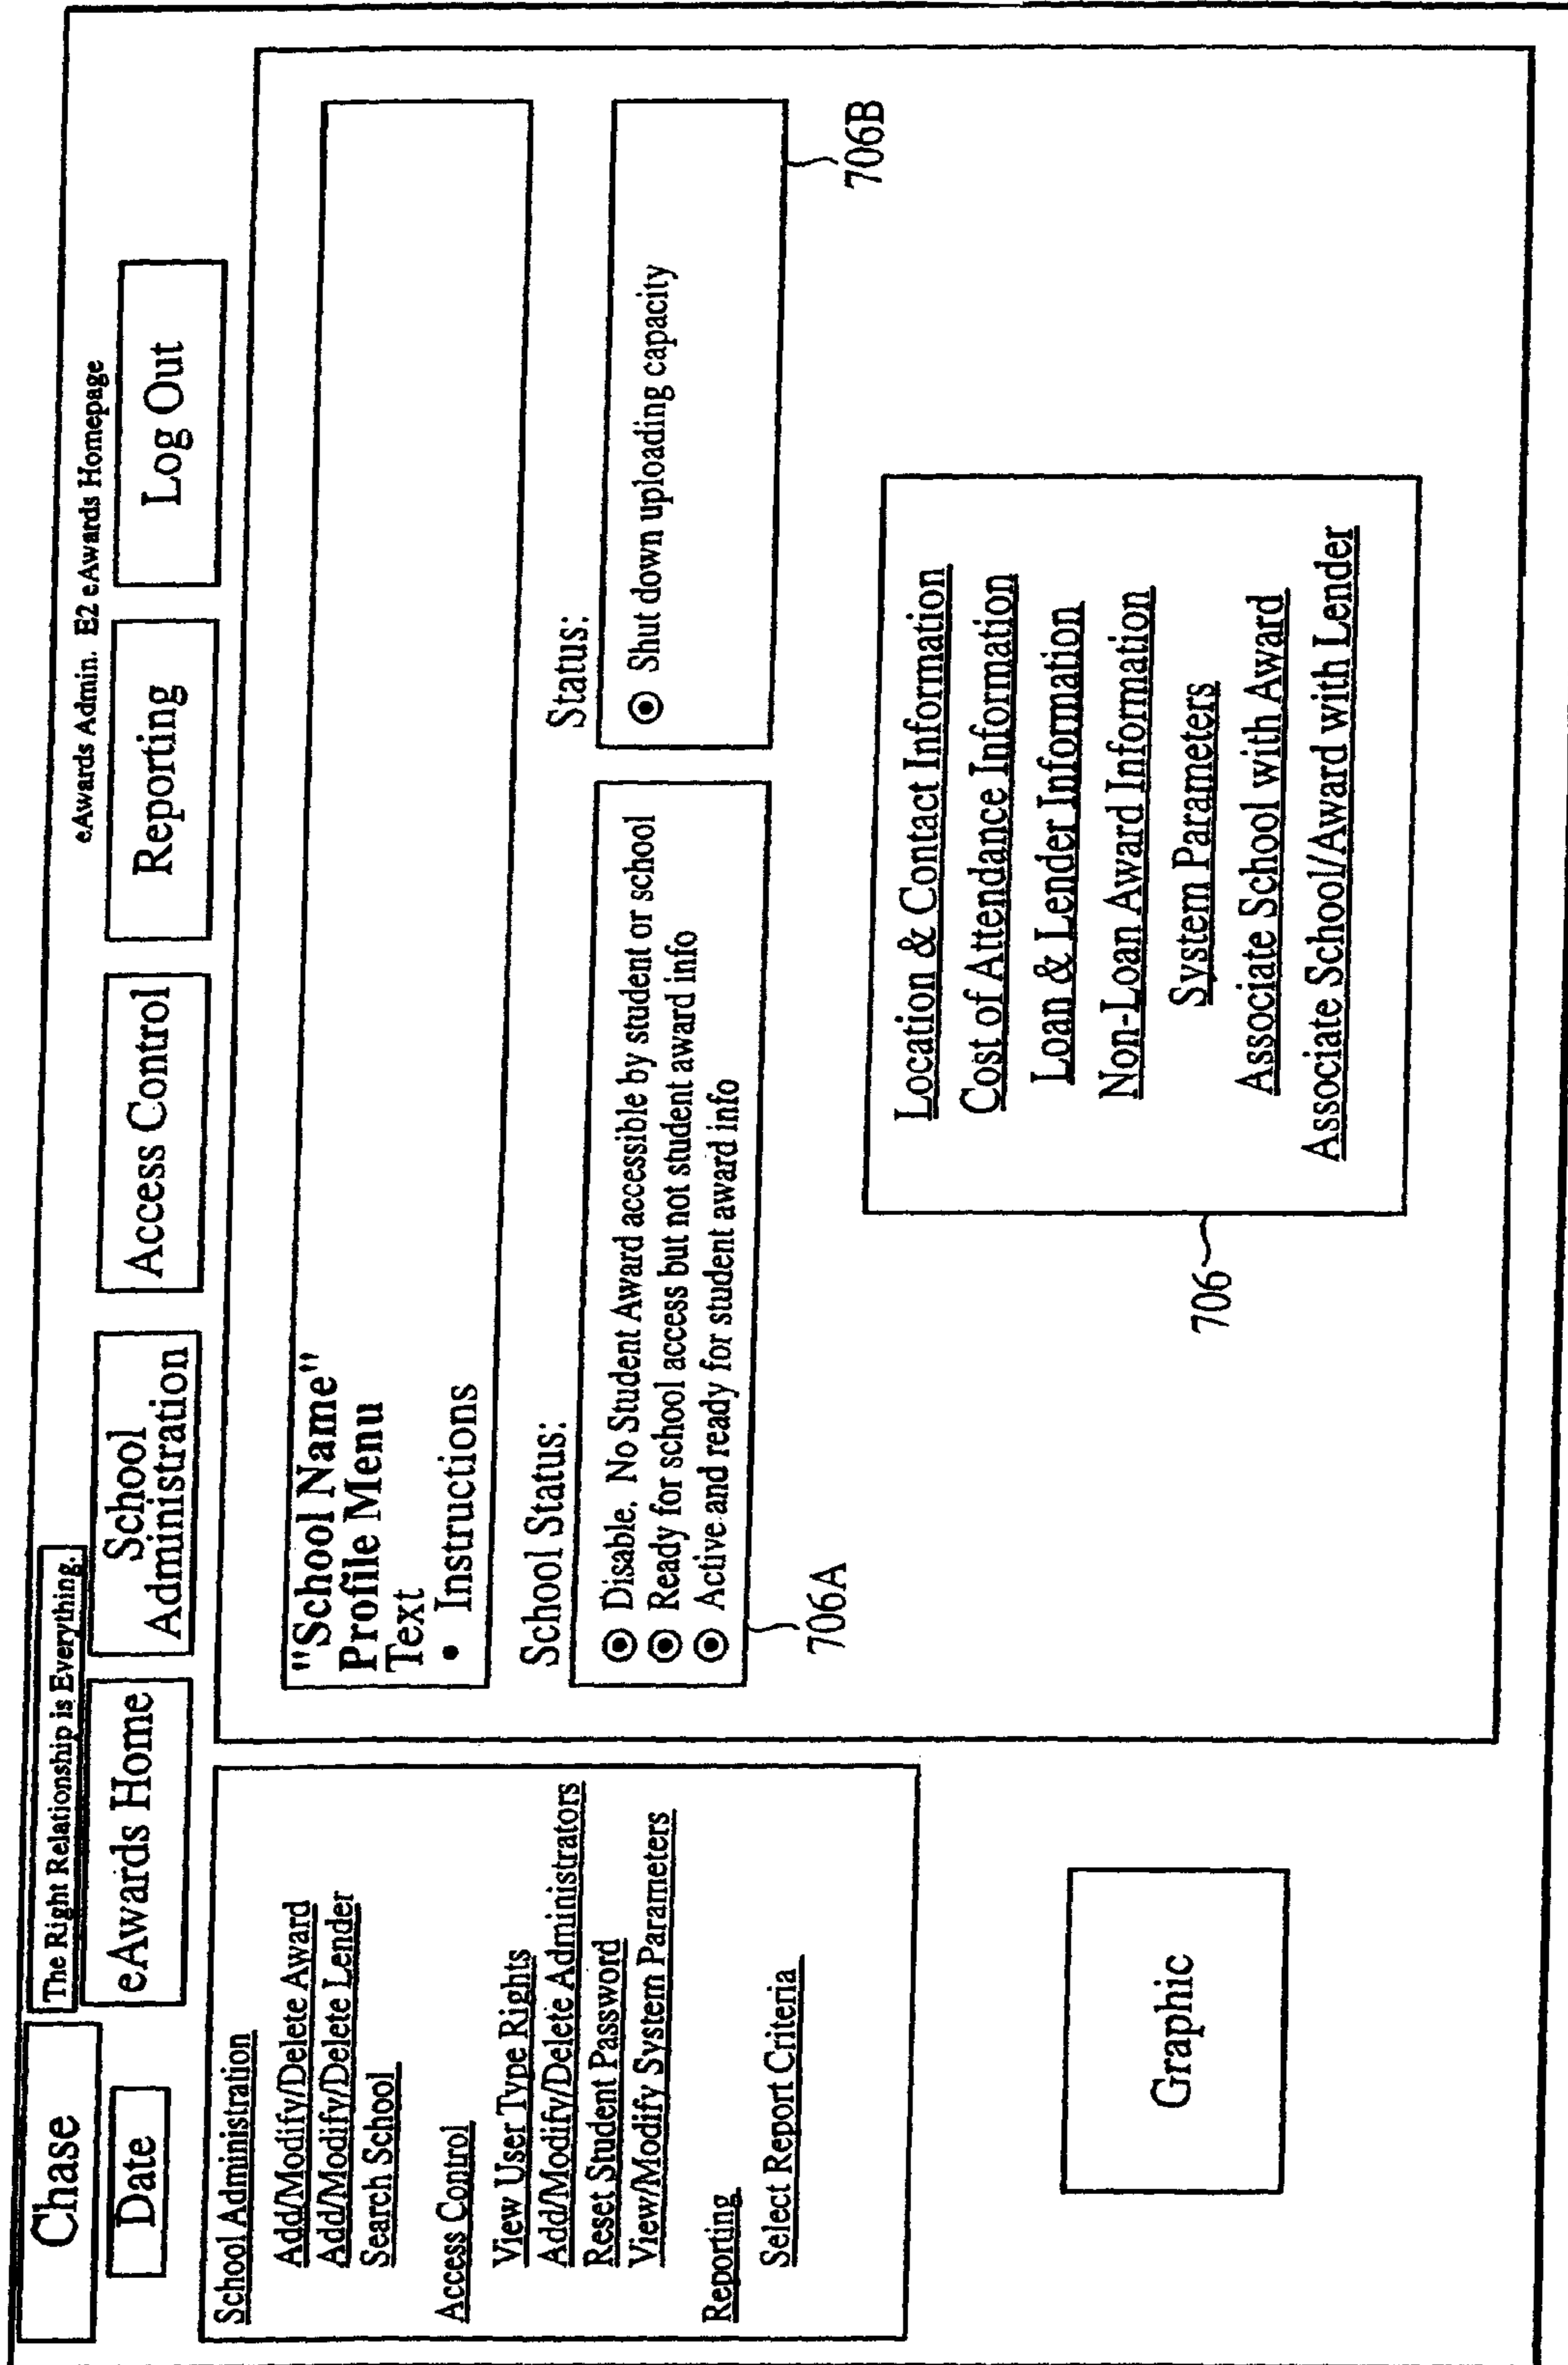 Chase
The Right Relationship is Everything.
eAwards Admin. E2 eAwards Homepage
Date
eAwards Home
School
Administration
Access Control
Reporting
Log Out
School Administration
Add/Modify/Delete Award
Add/Modify/Delete Lender
Search School
Access Control
View User Type Rights
Add/Modify/Delete Administrators
Reset Student Password
View/Modify System Parameters
Reporting
Select Report Criteria
Graphic
"School Name"
Profile Menu
Text
• Instructions
School Status:
Disable. No Student Award accessible by student or school
Ready for school access but not student award info
Active and ready for student award info
706A
Status:
Shut down uploading capacity
706B
Location & Contact Information
Cost of Attendance Information
Loan & Lender Information
Non-Loan Award Information
System Parameters
Associate School with Award
Associate School/Award with Lender
706